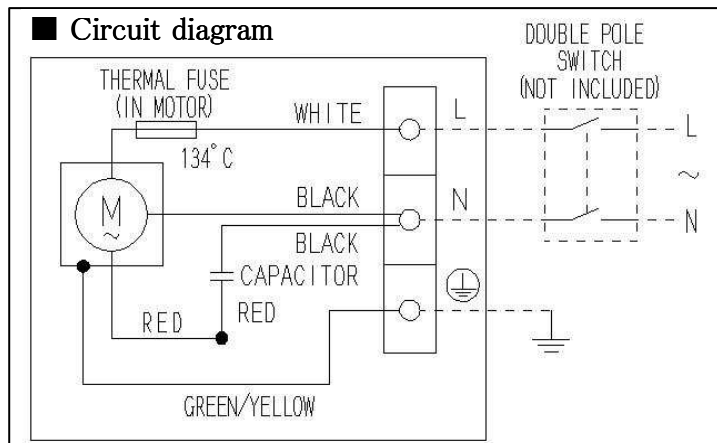 ■ Circuit diagram
DOUBLE POLE
SWITCH
(NOT INCLUDED)
THERMAL FUSE
(IN MOTOR)
WHITE
L
L
134°C
~
M
~
BLACK
N
N
BLACK
CAPACITOR
RED
RED
GREEN/YELLOW